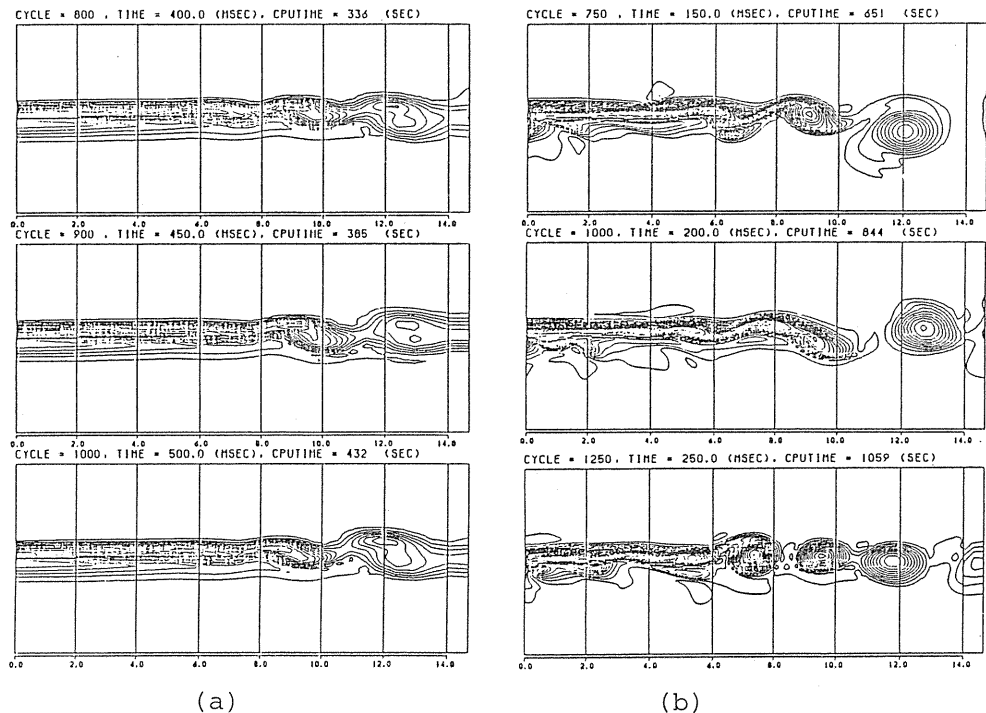 CYCLE = 800 , TIME = 400.0 (MSEC), CPUTIME = 336 (SEC)
0.0 2.0 4.0 6.0 8.0 10.0 12.0 14.0
CYCLE = 900 , TIME = 450.0 (MSEC), CPUTIME = 385 (SEC)
0.0 2.0 4.0 6.0 8.0 10.0 12.0 14.0
CYCLE = 1000 , TIME = 500.0 (MSEC), CPUTIME = 432 (SEC)
0.0 2.0 4.0 6.0 8.0 10.0 12.0 14.0
(a)
CYCLE = 750 , TIME = 150.0 (MSEC), CPUTIME = 651 (SEC)
0.0 2.0 4.0 6.0 8.0 10.0 12.0 14.0
CYCLE = 1000 , TIME = 200.0 (MSEC), CPUTIME = 844 (SEC)
0.0 2.0 4.0 6.0 8.0 10.0 12.0 14.0
CYCLE = 1250 , TIME = 250.0 (MSEC), CPUTIME = 1059 (SEC)
0.0 2.0 4.0 6.0 8.0 10.0 12.0 14.0
(b)